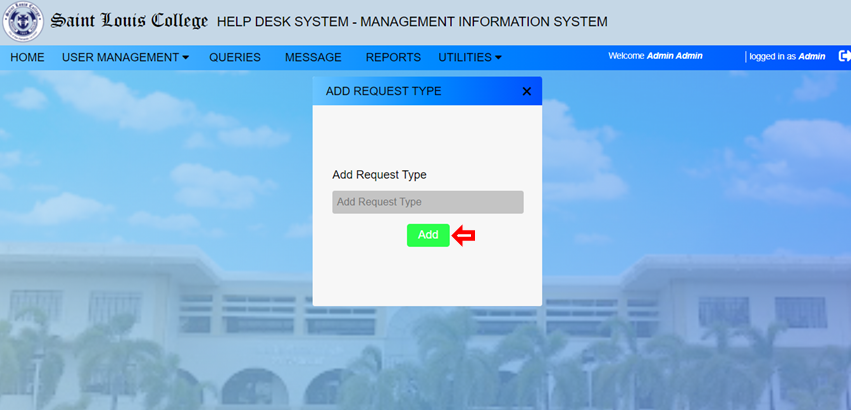 Saint Louis College HELP DESK SYSTEM - MANAGEMENT INFORMATION SYSTEM
HOME USER MANAGEMENT QUERIES MESSAGE REPORTS UTILITIES Welcome Admin Admin | logged in as Admin
ADD REQUEST TYPE ×
Add Request Type
Add Request Type
Add